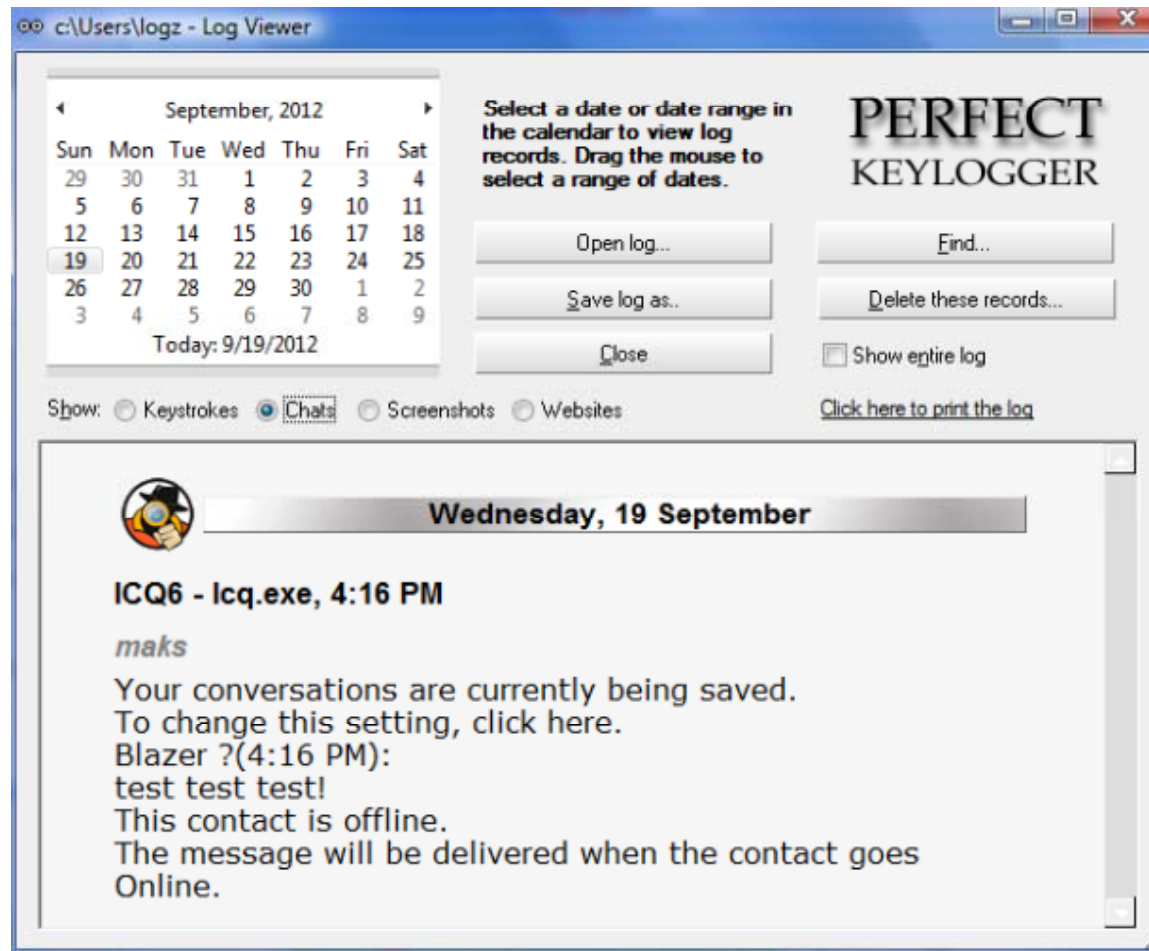 c:\Users\logz - Log Viewer
September, 2012
Sun Mon Tue Wed Thu Fri Sat
29 30 31 1 2 3 4
5 6 7 8 9 10 11
12 13 14 15 16 17 18
19 20 21 22 23 24 25
26 27 28 29 30 1 2
3 4 5 6 7 8 9
Today: 9/19/2012
Select a date or date range in
the calendar to view log
records. Drag the mouse to
select a range of dates.
PERFECT
KEYLOGGER
Open log...
Find...
Save log as..
Delete these records...
Close
Show entire log
Show: Keystrokes Chats Screenshots Websites
Click here to print the log
Wednesday, 19 September
ICQ6 - Icq.exe, 4:16 PM
maks
Your conversations are currently being saved.
To change this setting, click here.
Blazer ?(4:16 PM):
test test test!
This contact is offline.
The message will be delivered when the contact goes
Online.